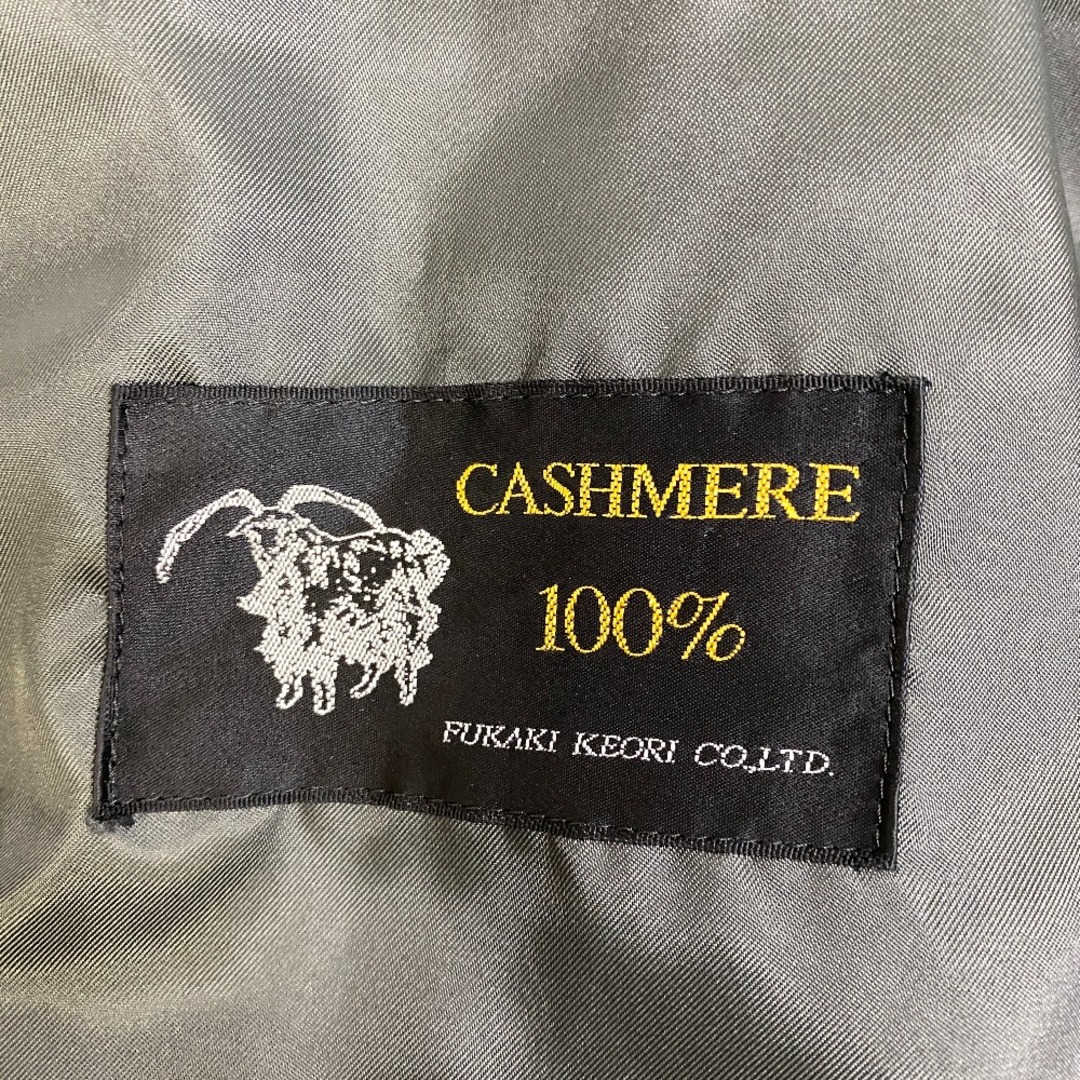 CASHMERE
100%
FUKAKI KEORI CO.,LTD.